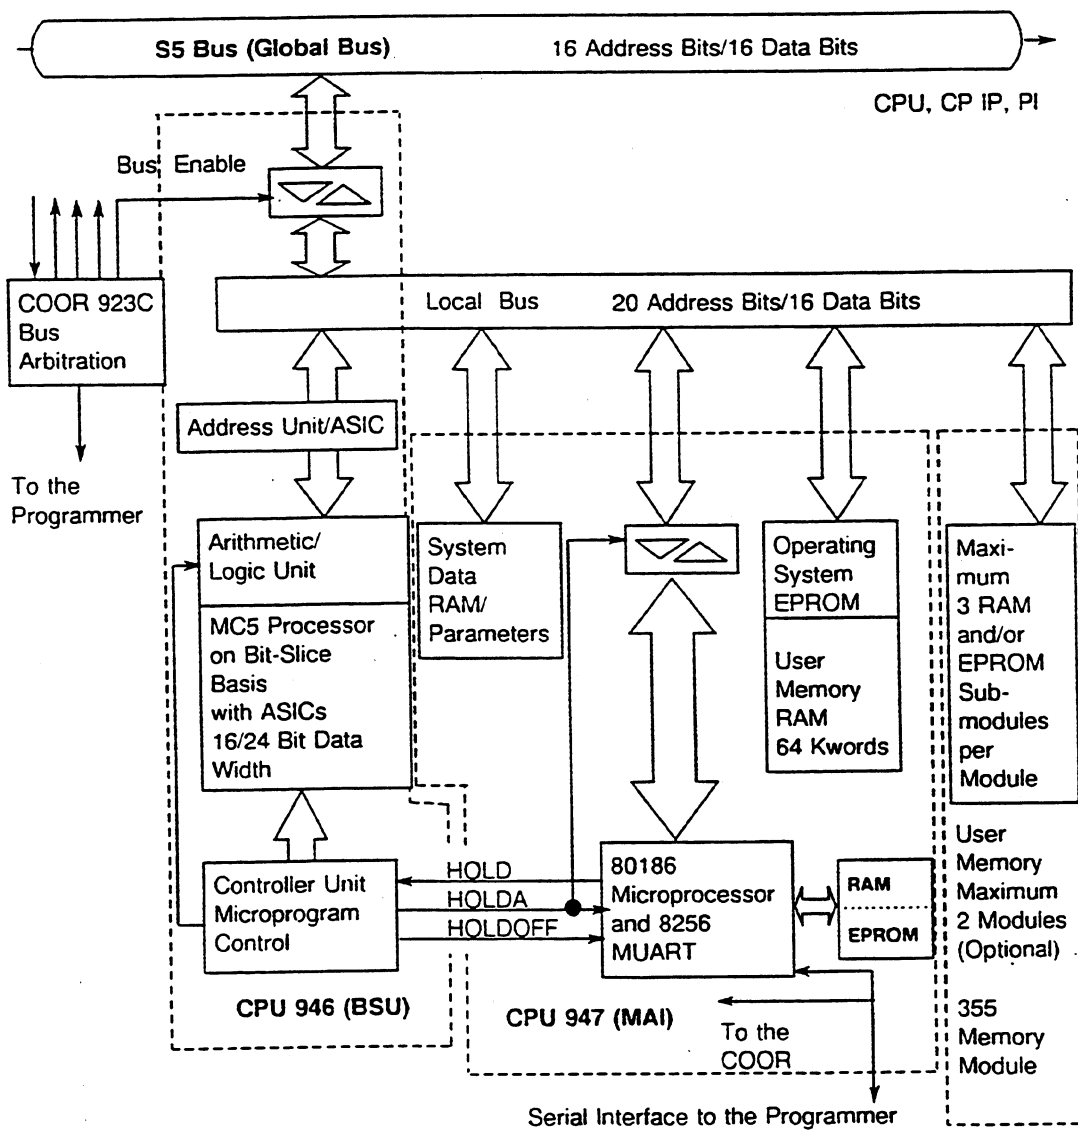 S5 Bus (Global Bus) 16 Address Bits/16 Data Bits
CPU, CP IP, PI
Bus Enable
COOR 923C
Bus
Arbitration
Local Bus 20 Address Bits/16 Data Bits
Address Unit/ASIC
To the
Programmer
Arithmetic/
Logic Unit
MC5 Processor
on Bit-Slice
Basis
with ASICs
16/24 Bit Data
Width
System
Data
RAM/
Parameters
Operating
System
EPROM
User
Memory
RAM
64 Kwords
Maxi-
mum
3 RAM
and/or
EPROM
Sub-
modules
per
Module
User
Memory
Maximum
2 Modules
(Optional)
355
Memory
Module
Controller Unit
Microprogram
Control
HOLD
HOLDA
HOLDOFF
80186
Microprocessor
and 8256
MUART
RAM
EPROM
CPU 946 (BSU)
CPU 947 (MAI)
To the
COOR
Serial Interface to the Programmer